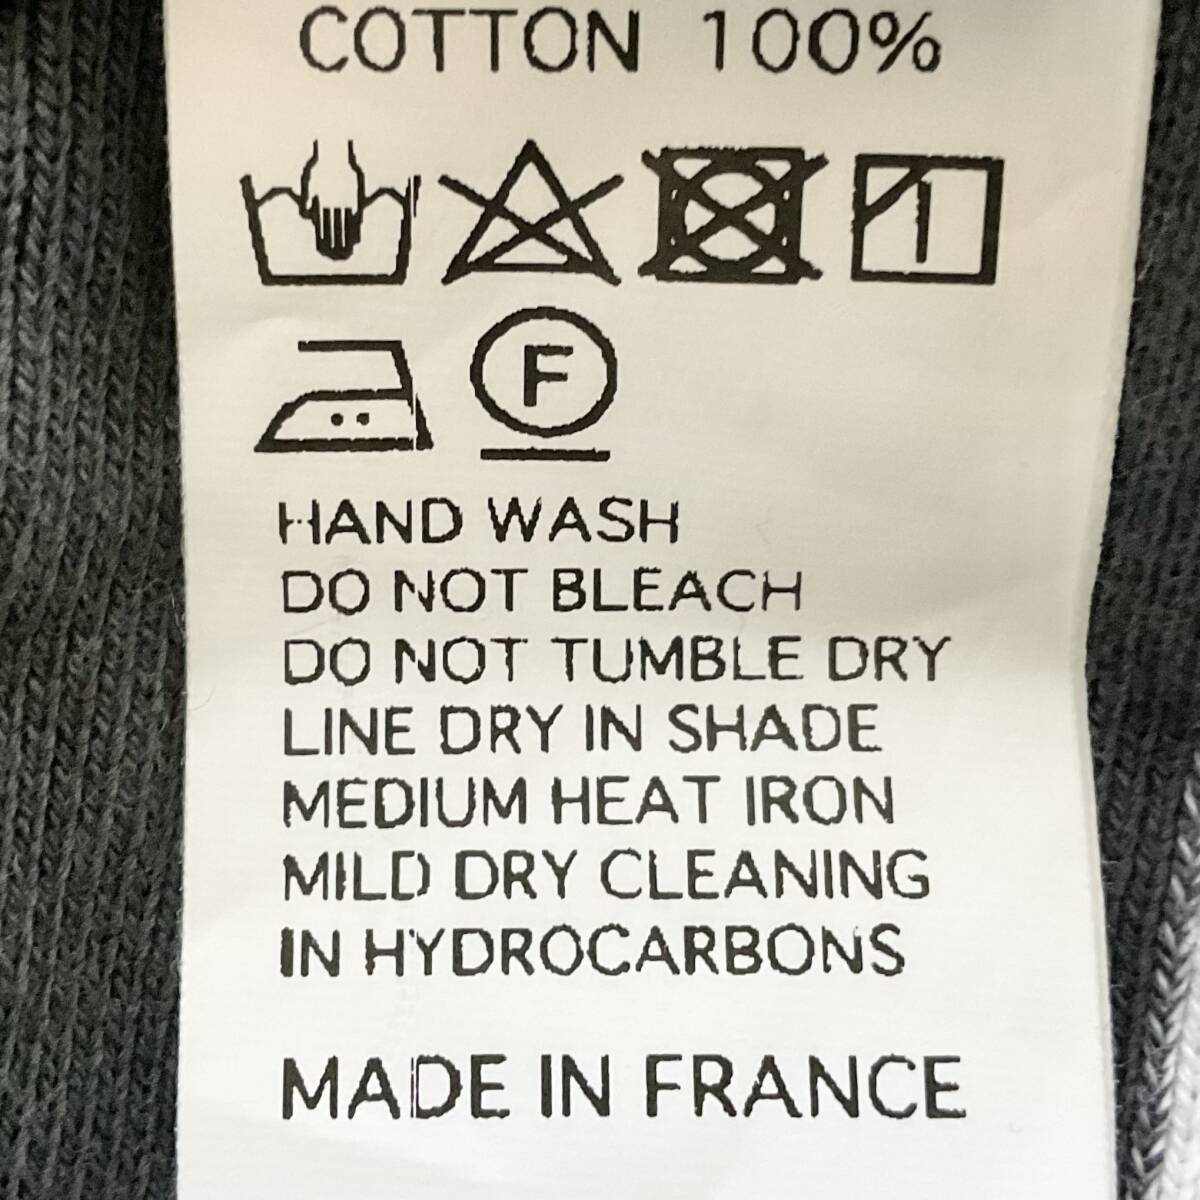 COTTON 100%
F
HAND WASH
DO NOT BLEACH
DO NOT TUMBLE DRY
LINE DRY IN SHADE
MEDIUM HEAT IRON
MILD DRY CLEANING
IN HYDROCARBONS
MADE IN FRANCE